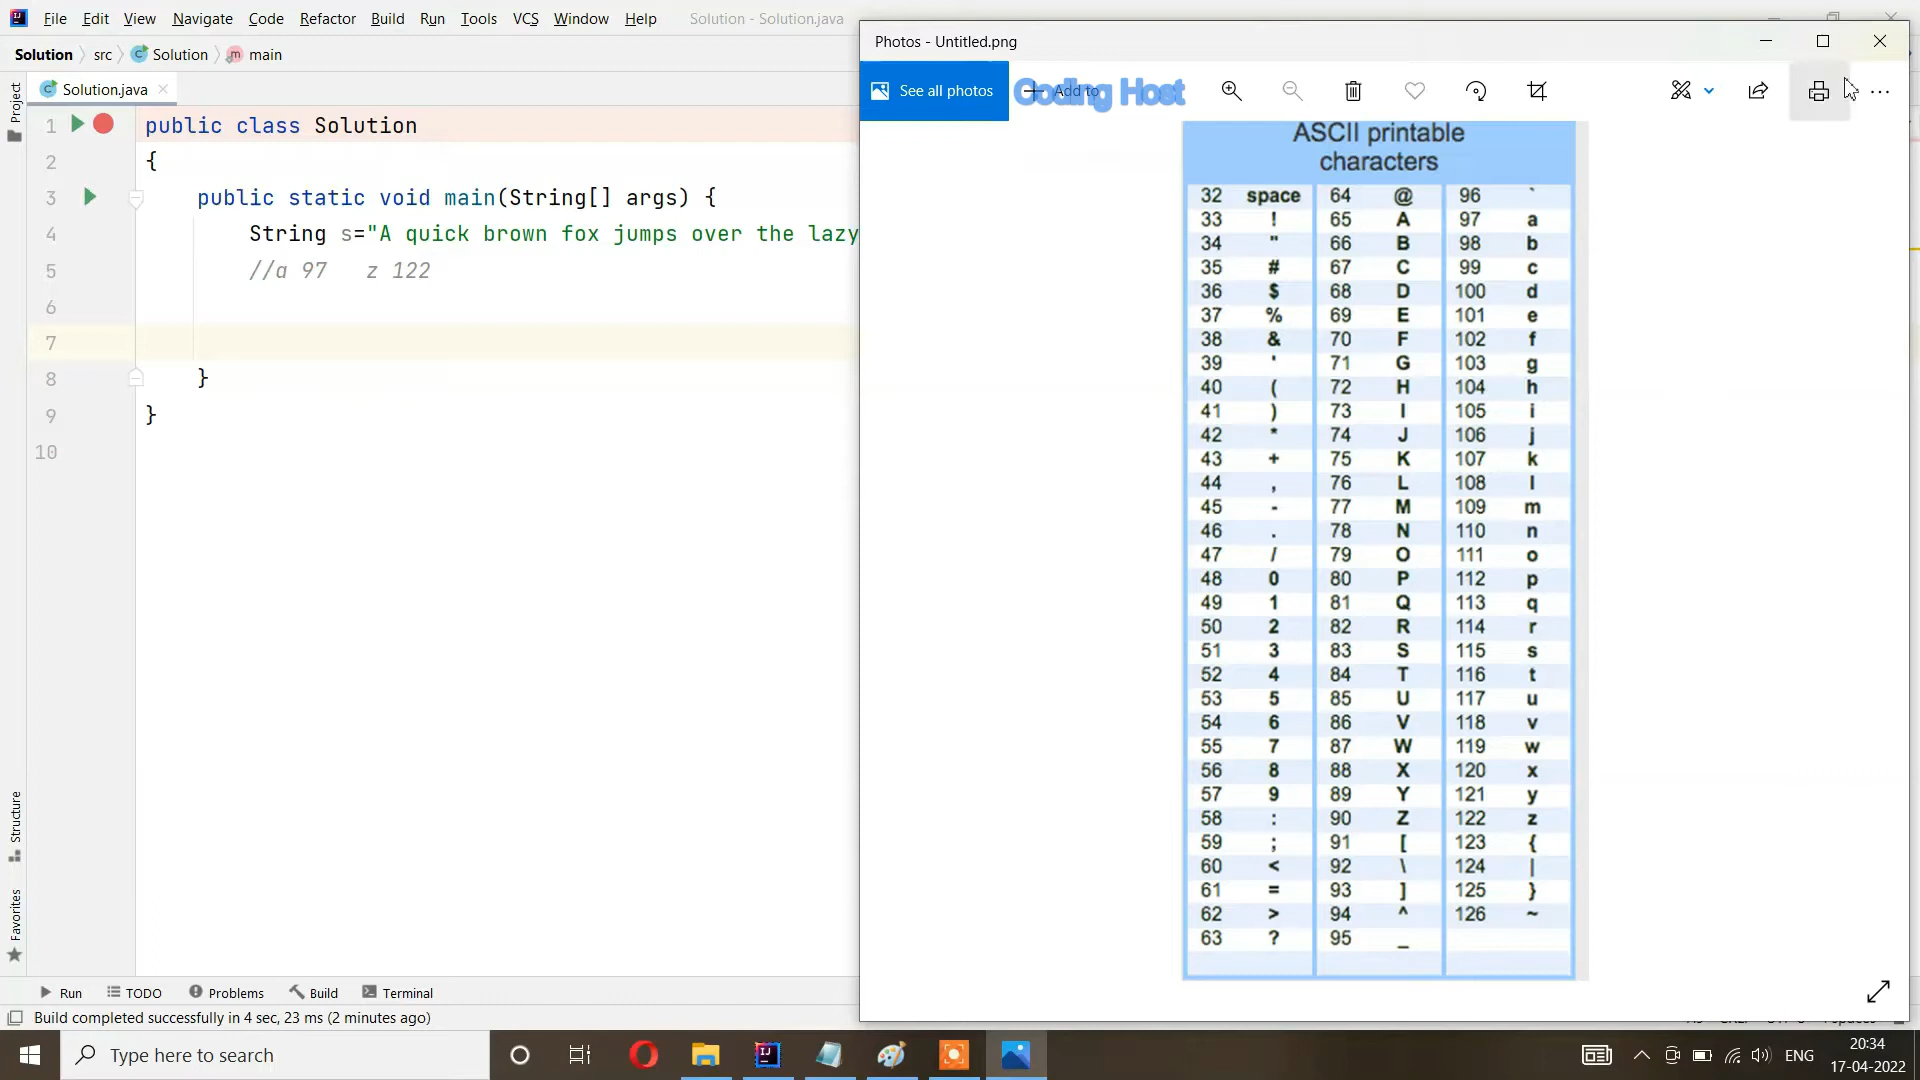 File Edit View Navigate Code Refactor Build Run Tools VCS Window Help Solution - Solution.java
Solution src Solution main
Project
Solution.java
1 public class Solution
2 {
3 public static void main(String[] args) {
4 String s="A quick brown fox jumps over the lazy
5 //a 97 z 122
6
7
8 }
9 }
10
Structure
Favorites
Run TODO Problems Build Terminal
Build completed successfully in 4 sec, 23 ms (2 minutes ago)
Photos - Untitled.png
See all photos Add to
Coding Host
ASCII printable
characters
32 space 64 @ 96 `
33 ! 65 A 97 a
34 " 66 B 98 b
35 # 67 C 99 c
36 $ 68 D 100 d
37 % 69 E 101 e
38 & 70 F 102 f
39 ' 71 G 103 g
40 ( 72 H 104 h
41 ) 73 I 105 i
42 * 74 J 106 j
43 + 75 K 107 k
44 , 76 L 108 l
45 - 77 M 109 m
46 . 78 N 110 n
47 / 79 O 111 o
48 0 80 P 112 p
49 1 81 Q 113 q
50 2 82 R 114 r
51 3 83 S 115 s
52 4 84 T 116 t
53 5 85 U 117 u
54 6 86 V 118 v
55 7 87 W 119 w
56 8 88 X 120 x
57 9 89 Y 121 y
58 : 90 Z 122 z
59 ; 91 [ 123 {
60 < 92 \ 124 |
61 = 93 ] 125 }
62 > 94 ^ 126 ~
63 ? 95 _
Type here to search
ENG
20:34
17-04-2022